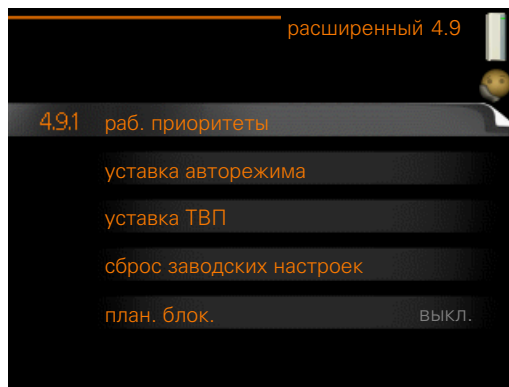 расширенный 4.9
4.9.1 раб. приоритеты
уставка авторежима
уставка ТВП
сброс заводских настроек
план. блок. выкл.